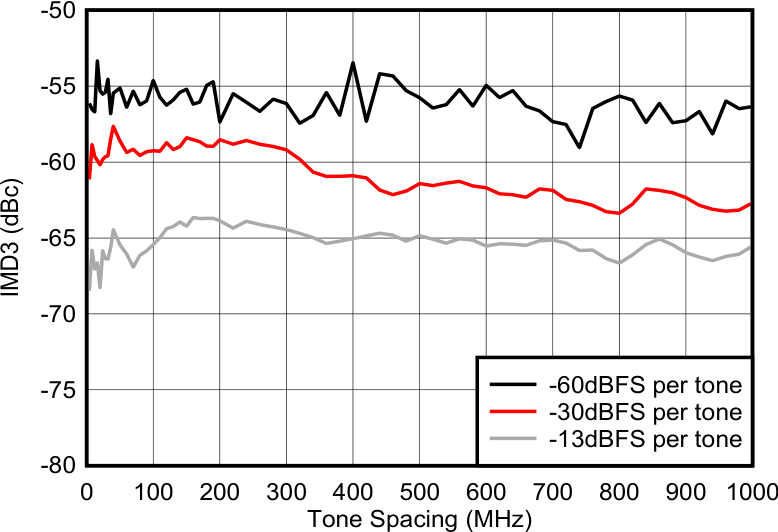 -50
-55
-60
-65
-70
-75
-80
IMD3 (dBc)
-60dBFS per tone
-30dBFS per tone
-13dBFS per tone
0 100 200 300 400 500 600 700 800 900 1000
Tone Spacing (MHz)